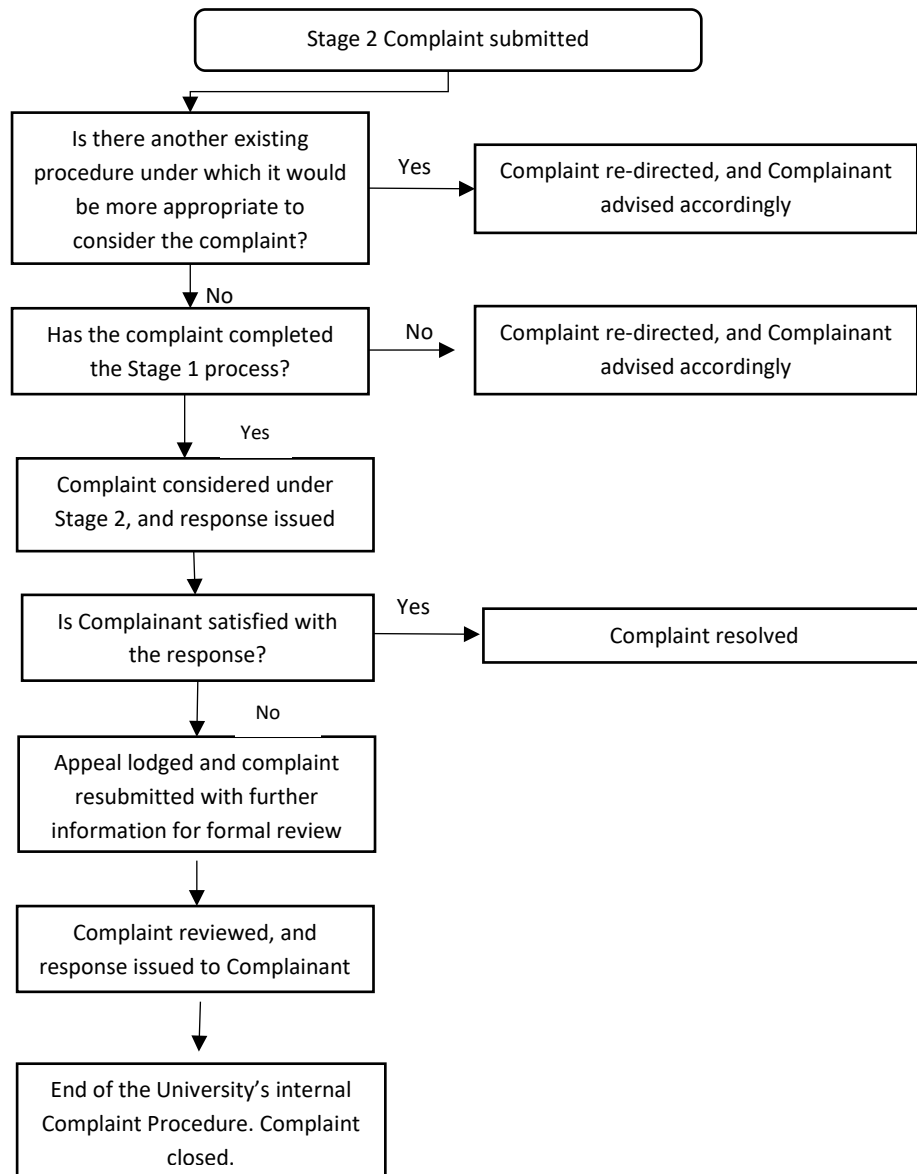 Stage 2 Complaint submitted
Is there another existing
procedure under which it would
be more appropriate to
consider the complaint?
Yes
Complaint re-directed, and Complainant
advised accordingly
No
Has the complaint completed
the Stage 1 process?
No
Complaint re-directed, and Complainant
advised accordingly
Yes
Complaint considered under
Stage 2, and response issued
Is Complainant satisfied with
the response?
Yes
Complaint resolved
No
Appeal lodged and complaint
resubmitted with further
information for formal review
Complaint reviewed, and
response issued to Complainant
End of the University’s internal
Complaint Procedure. Complaint
closed.